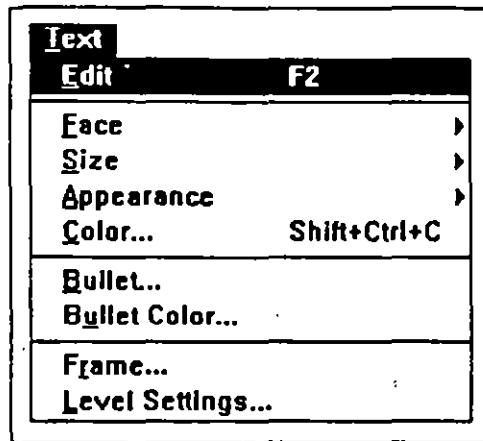 Text
Edit F2
Face
Size
Appearance
Color... Shift+Ctrl+C
Bullet...
Bullet Color...
Frame...
Level Settings...